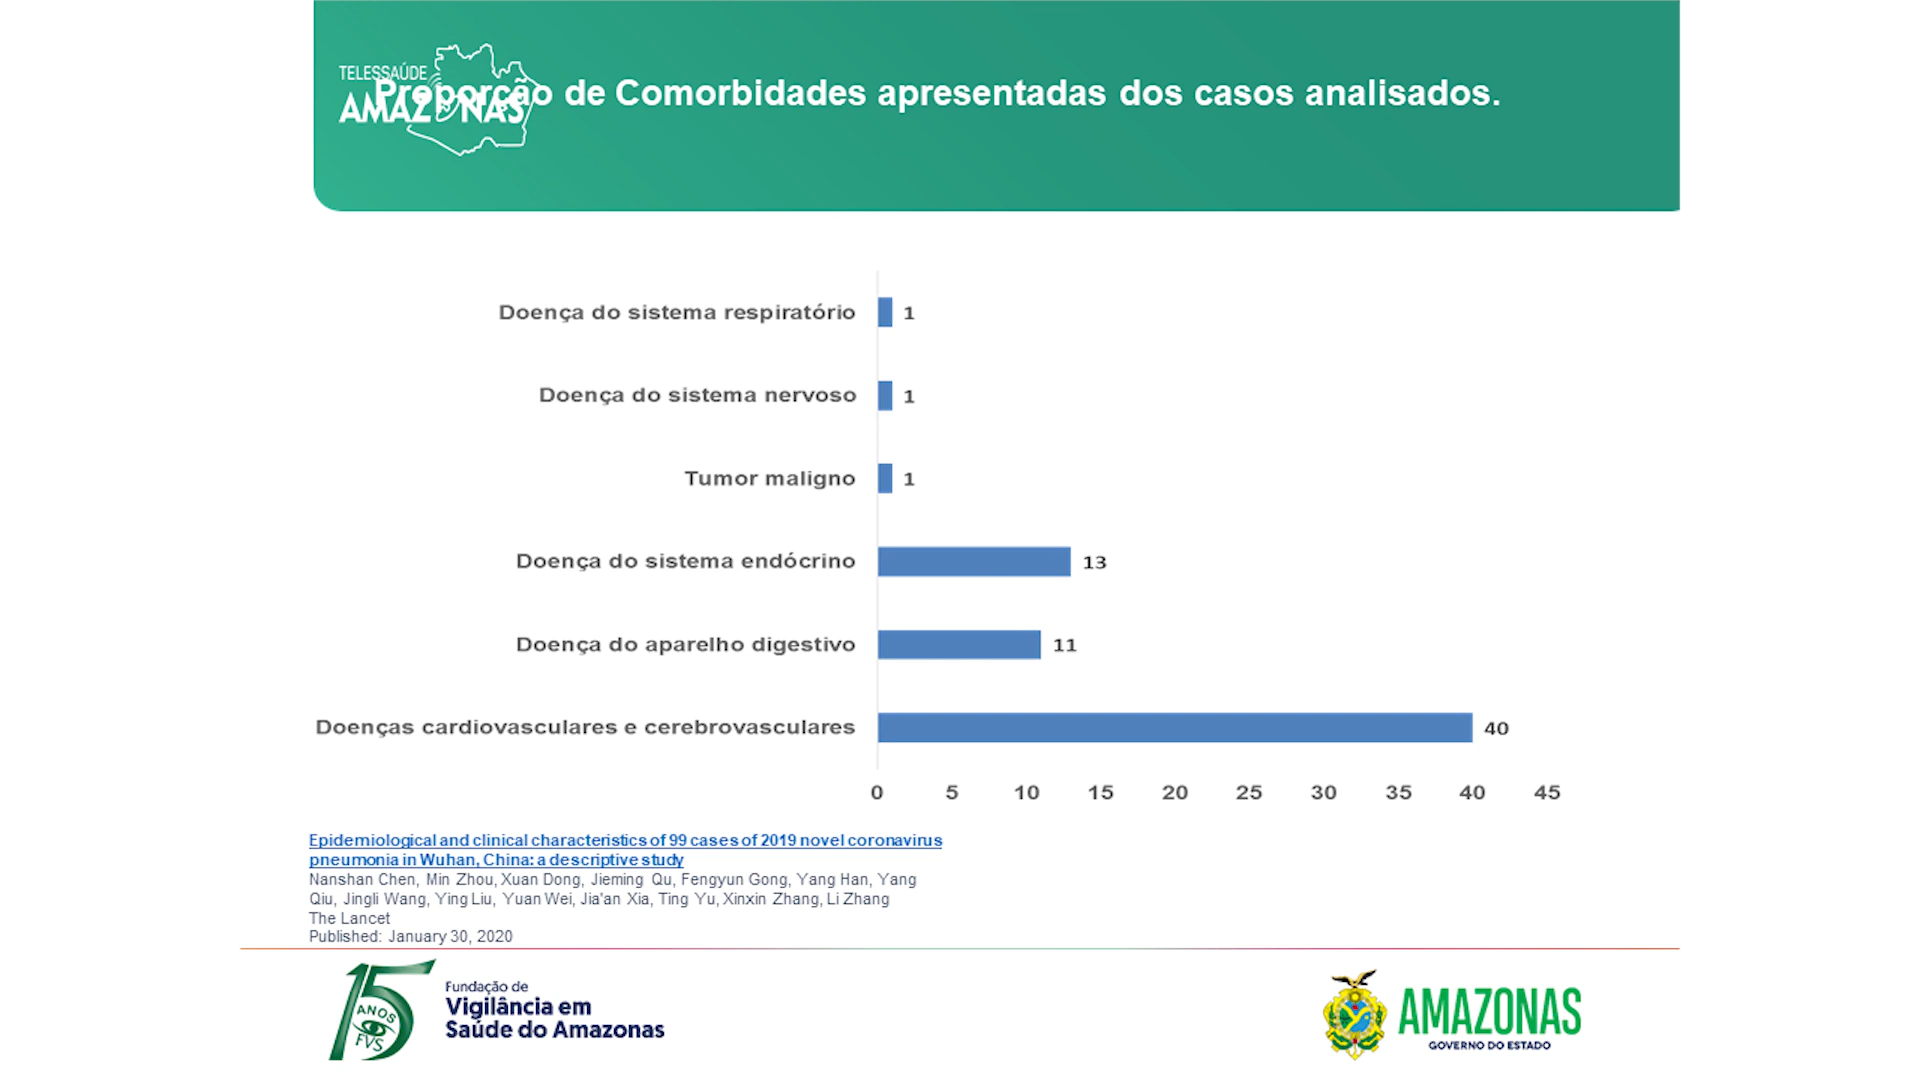 TELESSAÚDE
AMAZONAS
Proporção de Comorbidades apresentadas dos casos analisados.
Doença do sistema respiratório 1
Doença do sistema nervoso 1
Tumor maligno 1
Doença do sistema endócrino 13
Doença do aparelho digestivo 11
Doenças cardiovasculares e cerebrovasculares 40
0 5 10 15 20 25 30 35 40 45
Epidemiological and clinical characteristics of 99 cases of 2019 novel coronavirus
pneumonia in Wuhan, China: a descriptive study
Nanshan Chen, Min Zhou, Xuan Dong, Jieming Qu, Fengyun Gong, Yang Han, Yang
Qiu, Jingli Wang, Ying Liu, Yuan Wei, Jia'an Xia, Ting Yu, Xinxin Zhang, Li Zhang
The Lancet
Published: January 30, 2020
15
ANOS
FVS
Fundação de
Vigilância em
Saúde do Amazonas
AMAZONAS
GOVERNO DO ESTADO